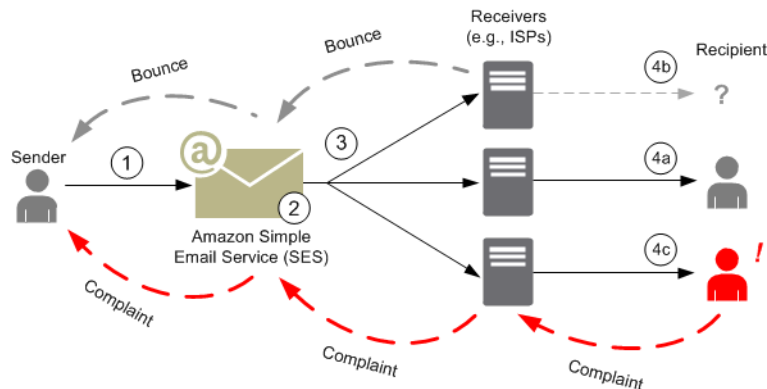 Receivers
(e.g., ISPs)
Recipient
Bounce
Bounce
4b
?
Sender
1
@
3
4a
2
Amazon Simple
Email Service (SES)
4c
!
Complaint
Complaint
Complaint